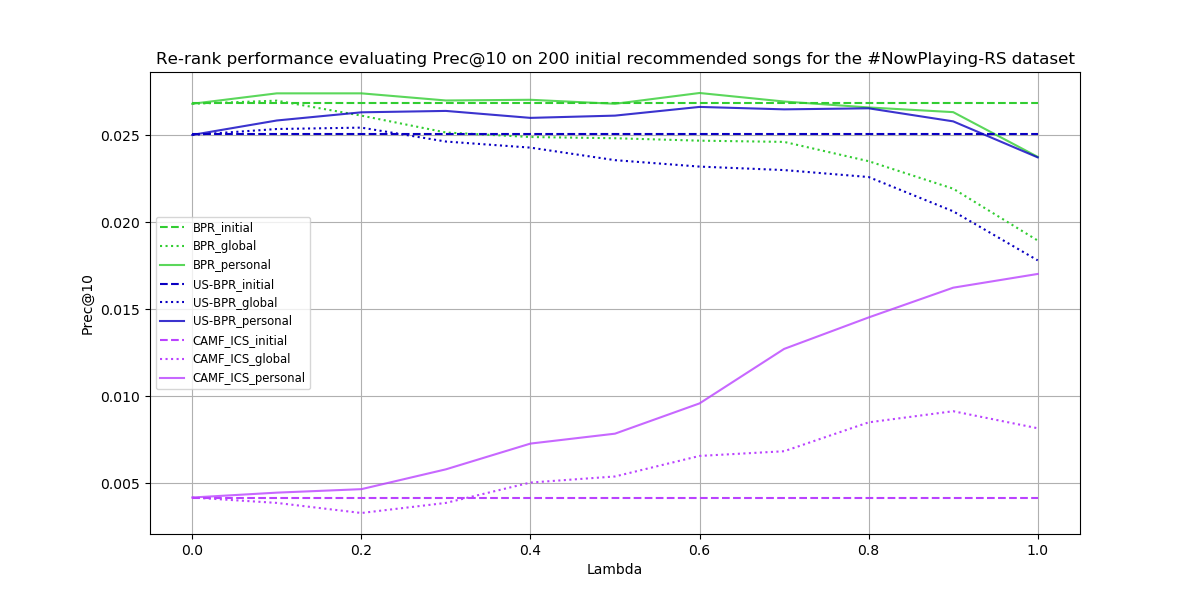 Re-rank performance evaluating Prec@10 on 200 initial recommended songs for the #NowPlaying-RS dataset
0.025
0.020
0.015
0.010
0.005
Prec@10
BPR_initial
BPR_global
BPR_personal
US-BPR_initial
US-BPR_global
US-BPR_personal
CAMF_ICS_initial
CAMF_ICS_global
CAMF_ICS_personal
0.0 0.2 0.4 0.6 0.8 1.0
Lambda